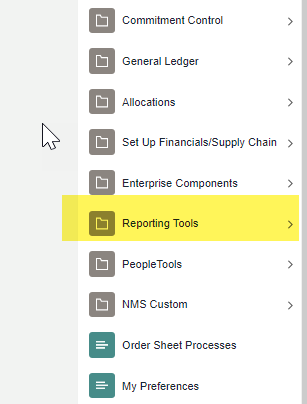 Commitment Control
General Ledger
Allocations
Set Up Financials/Supply Chain
Enterprise Components
Reporting Tools
PeopleTools
NMS Custom
Order Sheet Processes
My Preferences